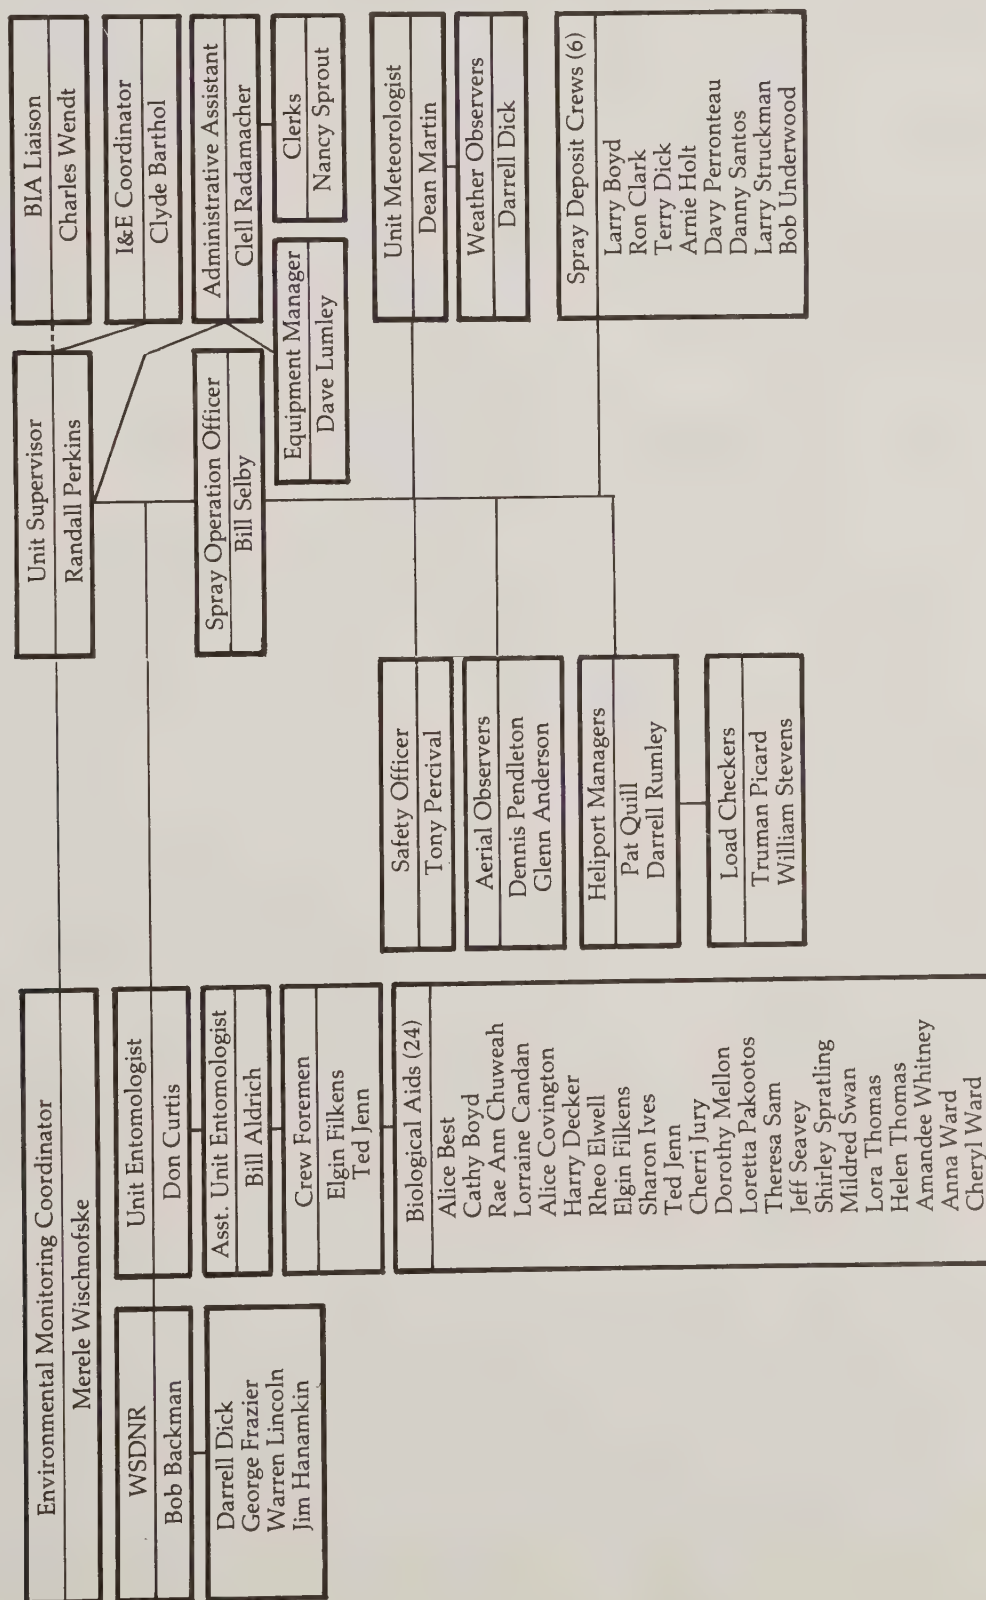 Environmental Monitoring Coordinator
Merele Wischnofske
WSDNR
Bob Backman
Darrell Dick
George Frazier
Warren Lincoln
Jim Hanamkin
Unit Entomologist
Don Curtis
Asst. Unit Entomologist
Bill Aldrich
Crew Foremen
Elgin Filkens
Ted Jenn
Biological Aids (24)
Alice Best
Cathy Boyd
Rae Ann Chuweah
Lorraine Candan
Alice Covington
Harry Decker
Rheo Elwell
Elgin Filkens
Sharon Ives
Ted Jenn
Cherri Jury
Dorothy Mellon
Loretta Pakootos
Theresa Sam
Jeff Seavey
Shirley Spratling
Mildred Swan
Lora Thomas
Helen Thomas
Amandee Whitney
Anna Ward
Cheryl Ward
Unit Supervisor
Randall Perkins
Spray Operation Officer
Bill Selby
Safety Officer
Tony Percival
Aerial Observers
Dennis Pendleton
Glenn Anderson
Heliport Managers
Pat Quill
Darrell Rumley
Load Checkers
Truman Picard
William Stevens
BIA Liaison
Charles Wendt
I&E Coordinator
Clyde Barthol
Administrative Assistant
Clell Radamacher
Equipment Manager
Dave Lumley
Clerks
Nancy Sprout
Unit Meteorologist
Dean Martin
Weather Observers
Darrell Dick
Spray Deposit Crews (6)
Larry Boyd
Ron Clark
Terry Dick
Arnie Holt
Davy Perronteau
Danny Santos
Larry Struckman
Bob Underwood